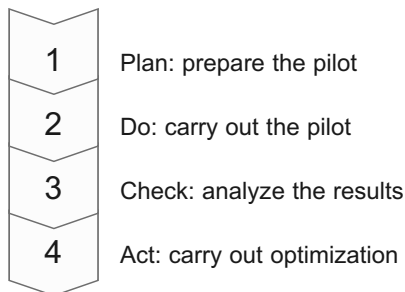 1 Plan: prepare the pilot
2 Do: carry out the pilot
3 Check: analyze the results
4 Act: carry out optimization